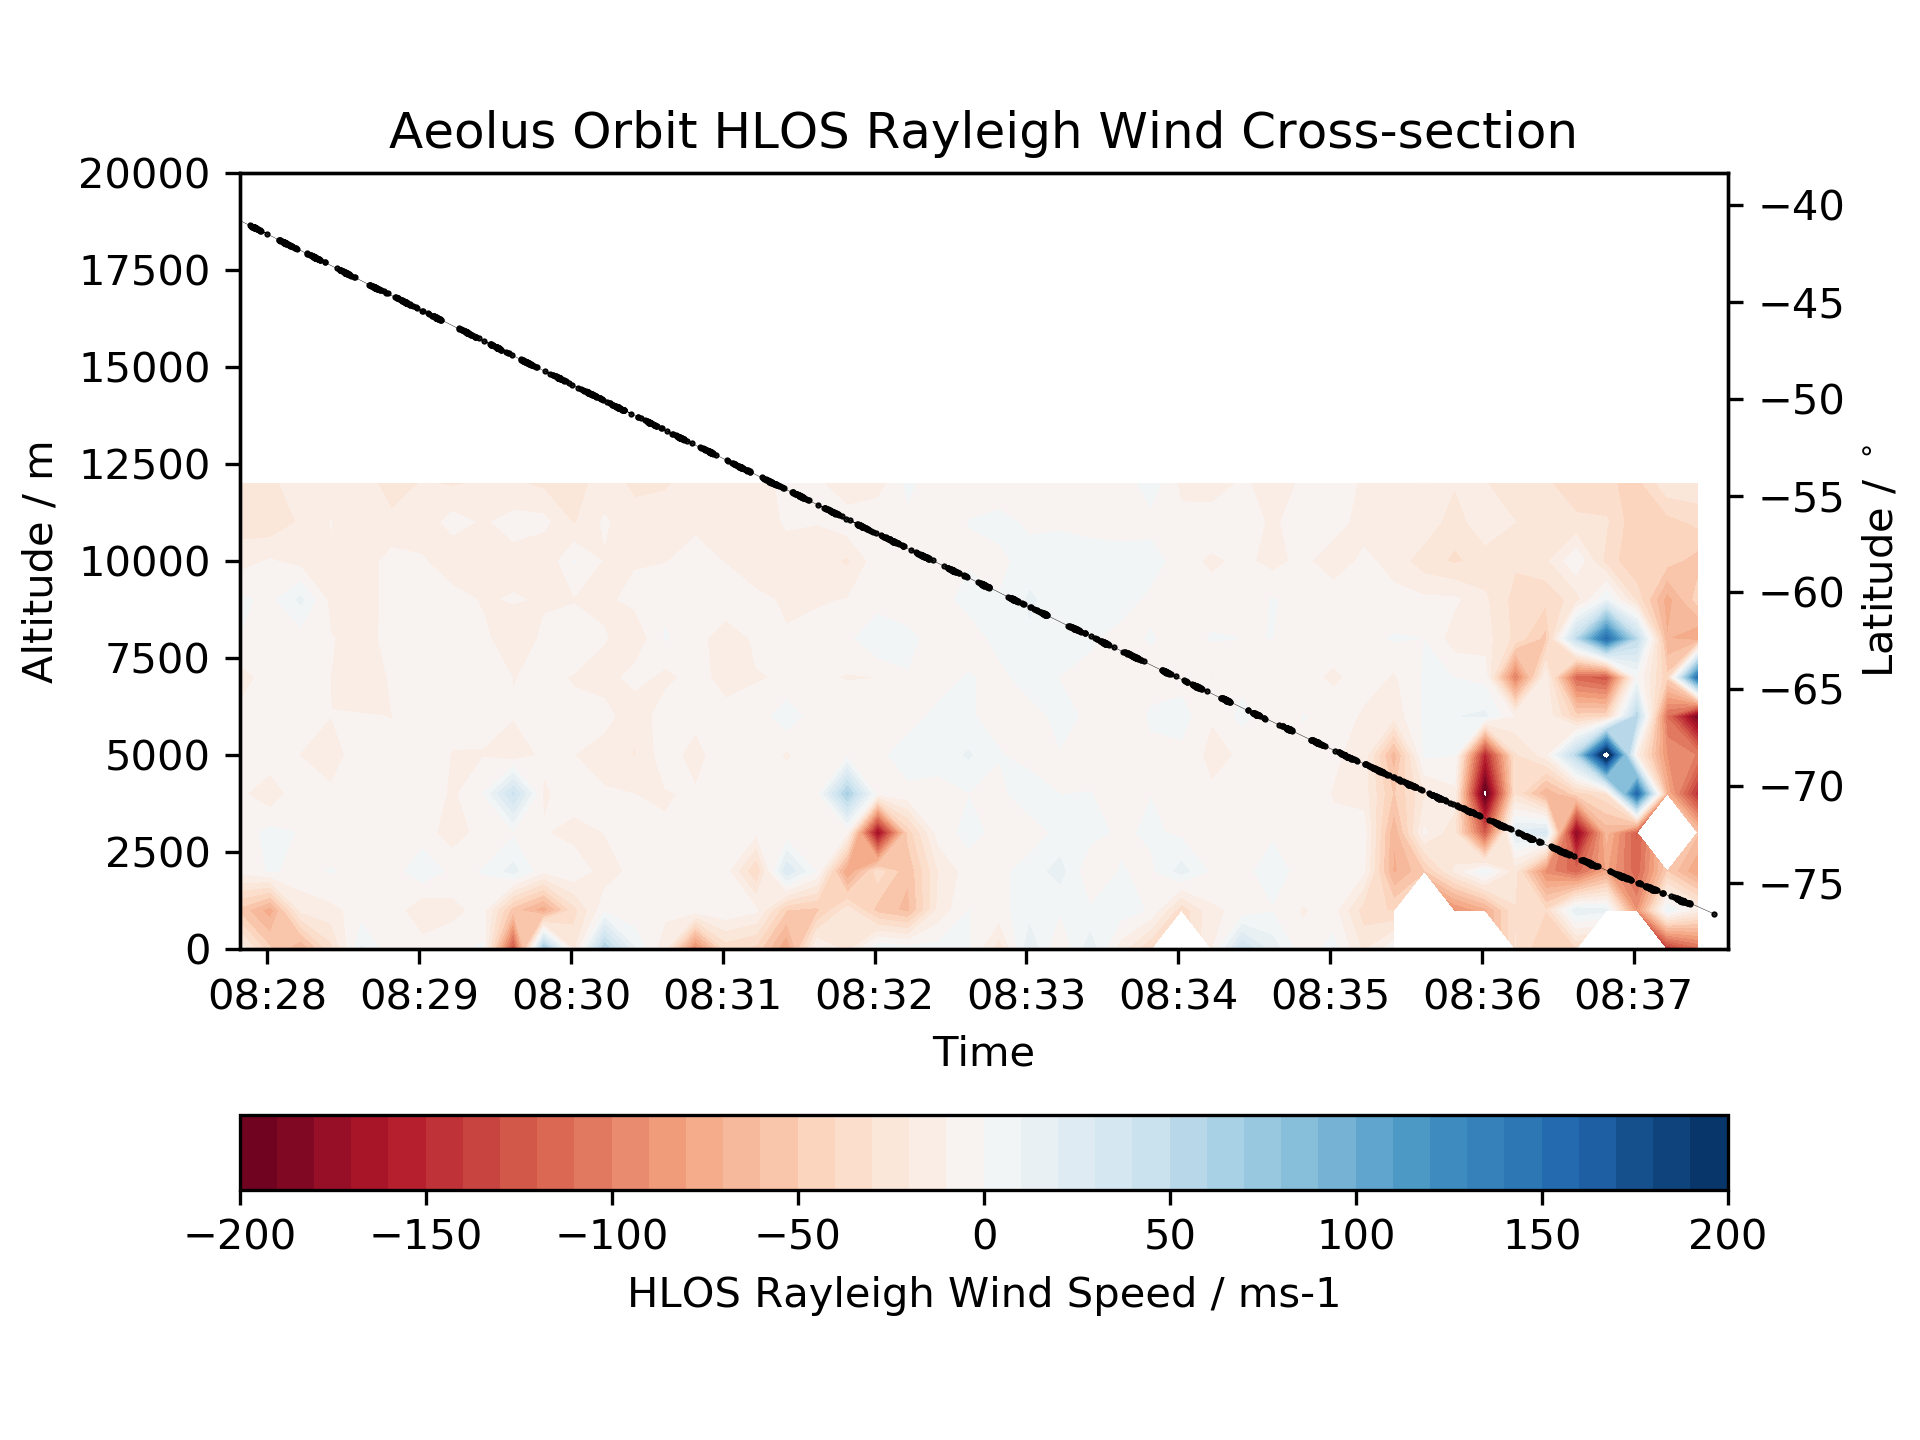 Aeolus Orbit HLOS Rayleigh Wind Cross-section
20000
17500
15000
12500
10000
7500
5000
2500
0
Altitude / m
−40
−45
−50
−55
−60
−65
−70
−75
Latitude / °
08:28 08:29 08:30 08:31 08:32 08:33 08:34 08:35 08:36 08:37
Time
−200 −150 −100 −50 0 50 100 150 200
HLOS Rayleigh Wind Speed / ms-1